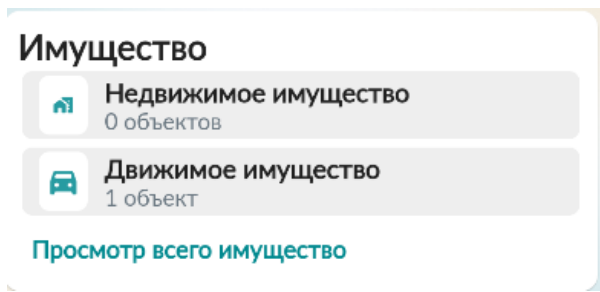 Имущество
Недвижимое имущество
0 объектов
Движимое имущество
1 объект
Просмотр всего имущество